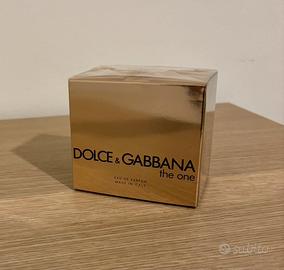 DOLCE & GABBANA
the one
EAU DE PARFUM
MADE IN ITALY
subito